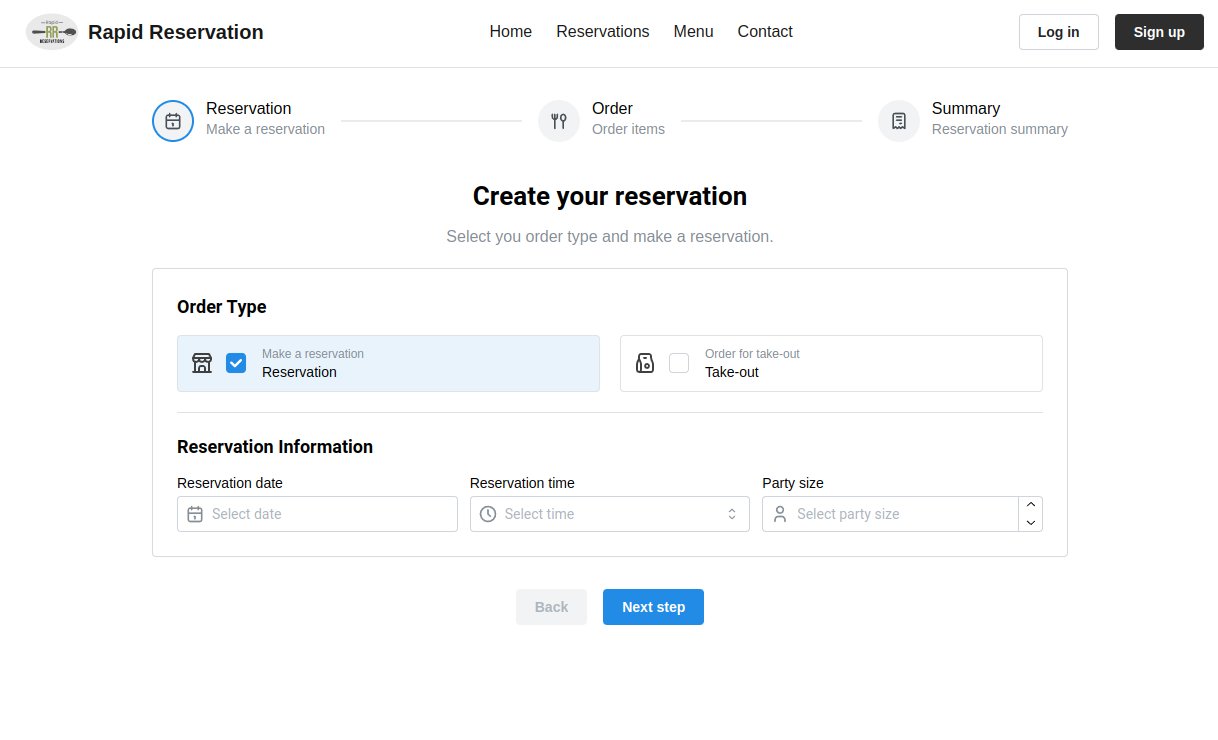 Rapid
RR
RESERVATIONS
Rapid Reservation
Home
Reservations
Menu
Contact
Log in
Sign up
Reservation
Make a reservation
Order
Order items
Summary
Reservation summary
Create your reservation
Select you order type and make a reservation.
Order Type
Make a reservation
Reservation
Order for take-out
Take-out
Reservation Information
Reservation date
Select date
Reservation time
Select time
Party size
Select party size
Back
Next step